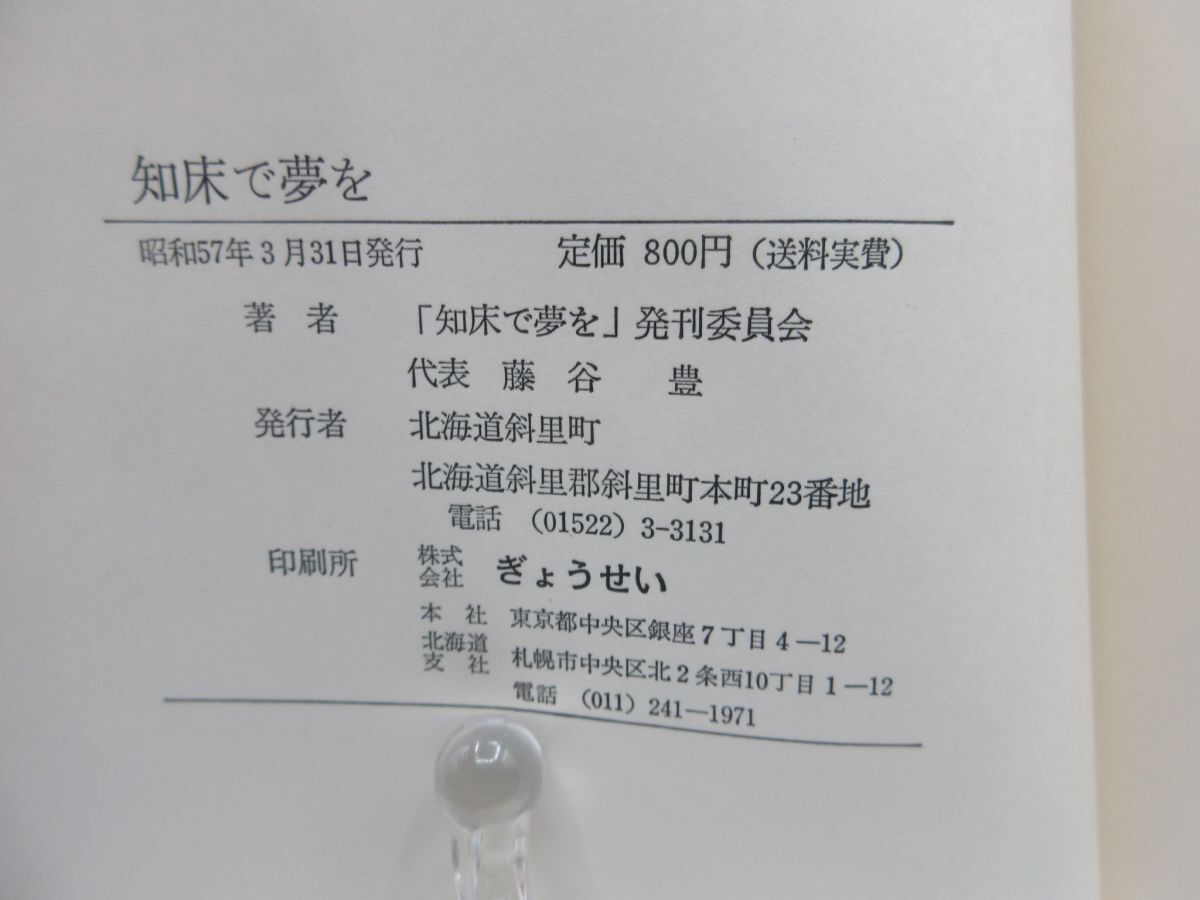 知床で夢を
昭和57年3月31日発行 定価 800円（送料実費）
著者 「知床で夢を」発刊委員会
代表 藤谷 豊
発行者 北海道斜里町
北海道斜里郡斜里町本町23番地
電話 （01522）3-3131
印刷所 株式会社 ぎょうせい
本社 東京都中央区銀座7丁目4―12
北海道支社 札幌市中央区北2条西10丁目1―12
電話 （011）241―1971